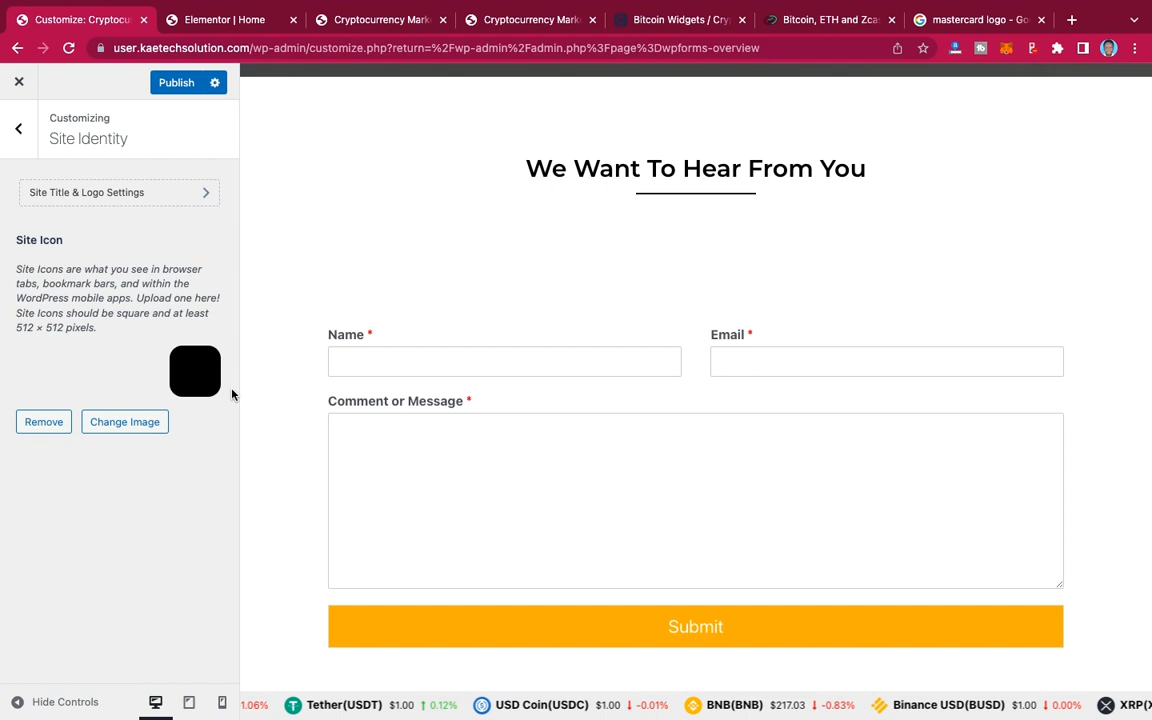 Customize: Cryptocu
Elementor | Home
Cryptocurrency Mark
Cryptocurrency Mark
Bitcoin Widgets / Cry
Bitcoin, ETH and Zca
mastercard logo - Go
user.kaetechsolution.com/wp-admin/customize.php?return=%2Fwp-admin%2Fadmin.php%3Fpage%3Dwpforms-overview
Publish
Customizing
Site Identity
Site Title & Logo Settings
Site Icon
Site Icons are what you see in browser
tabs, bookmark bars, and within the
WordPress mobile apps. Upload one here!
Site Icons should be square and at least
512 × 512 pixels.
Remove
Change Image
Hide Controls
We Want To Hear From You
Name *
Email *
Comment or Message *
Submit
1.06% Tether(USDT) $1.00 ↑ 0.12% USD Coin(USDC) $1.00 ↓ -0.01% BNB(BNB) $217.03 ↓ -0.83% Binance USD(BUSD) $1.00 ↓ 0.00% XRP(X